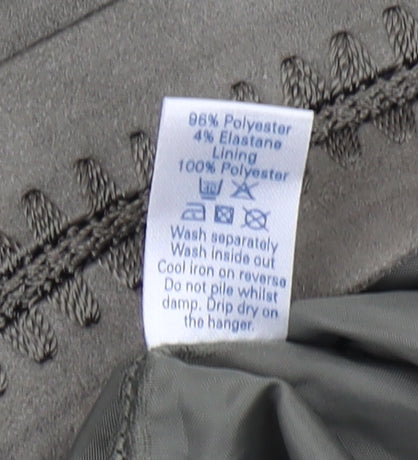 96% Polyester
4% Elastane
Lining
100% Polyester
Wash separately
Wash inside out
Cool iron on reverse
Do not pile whilst
damp. Drip dry on
the hanger.